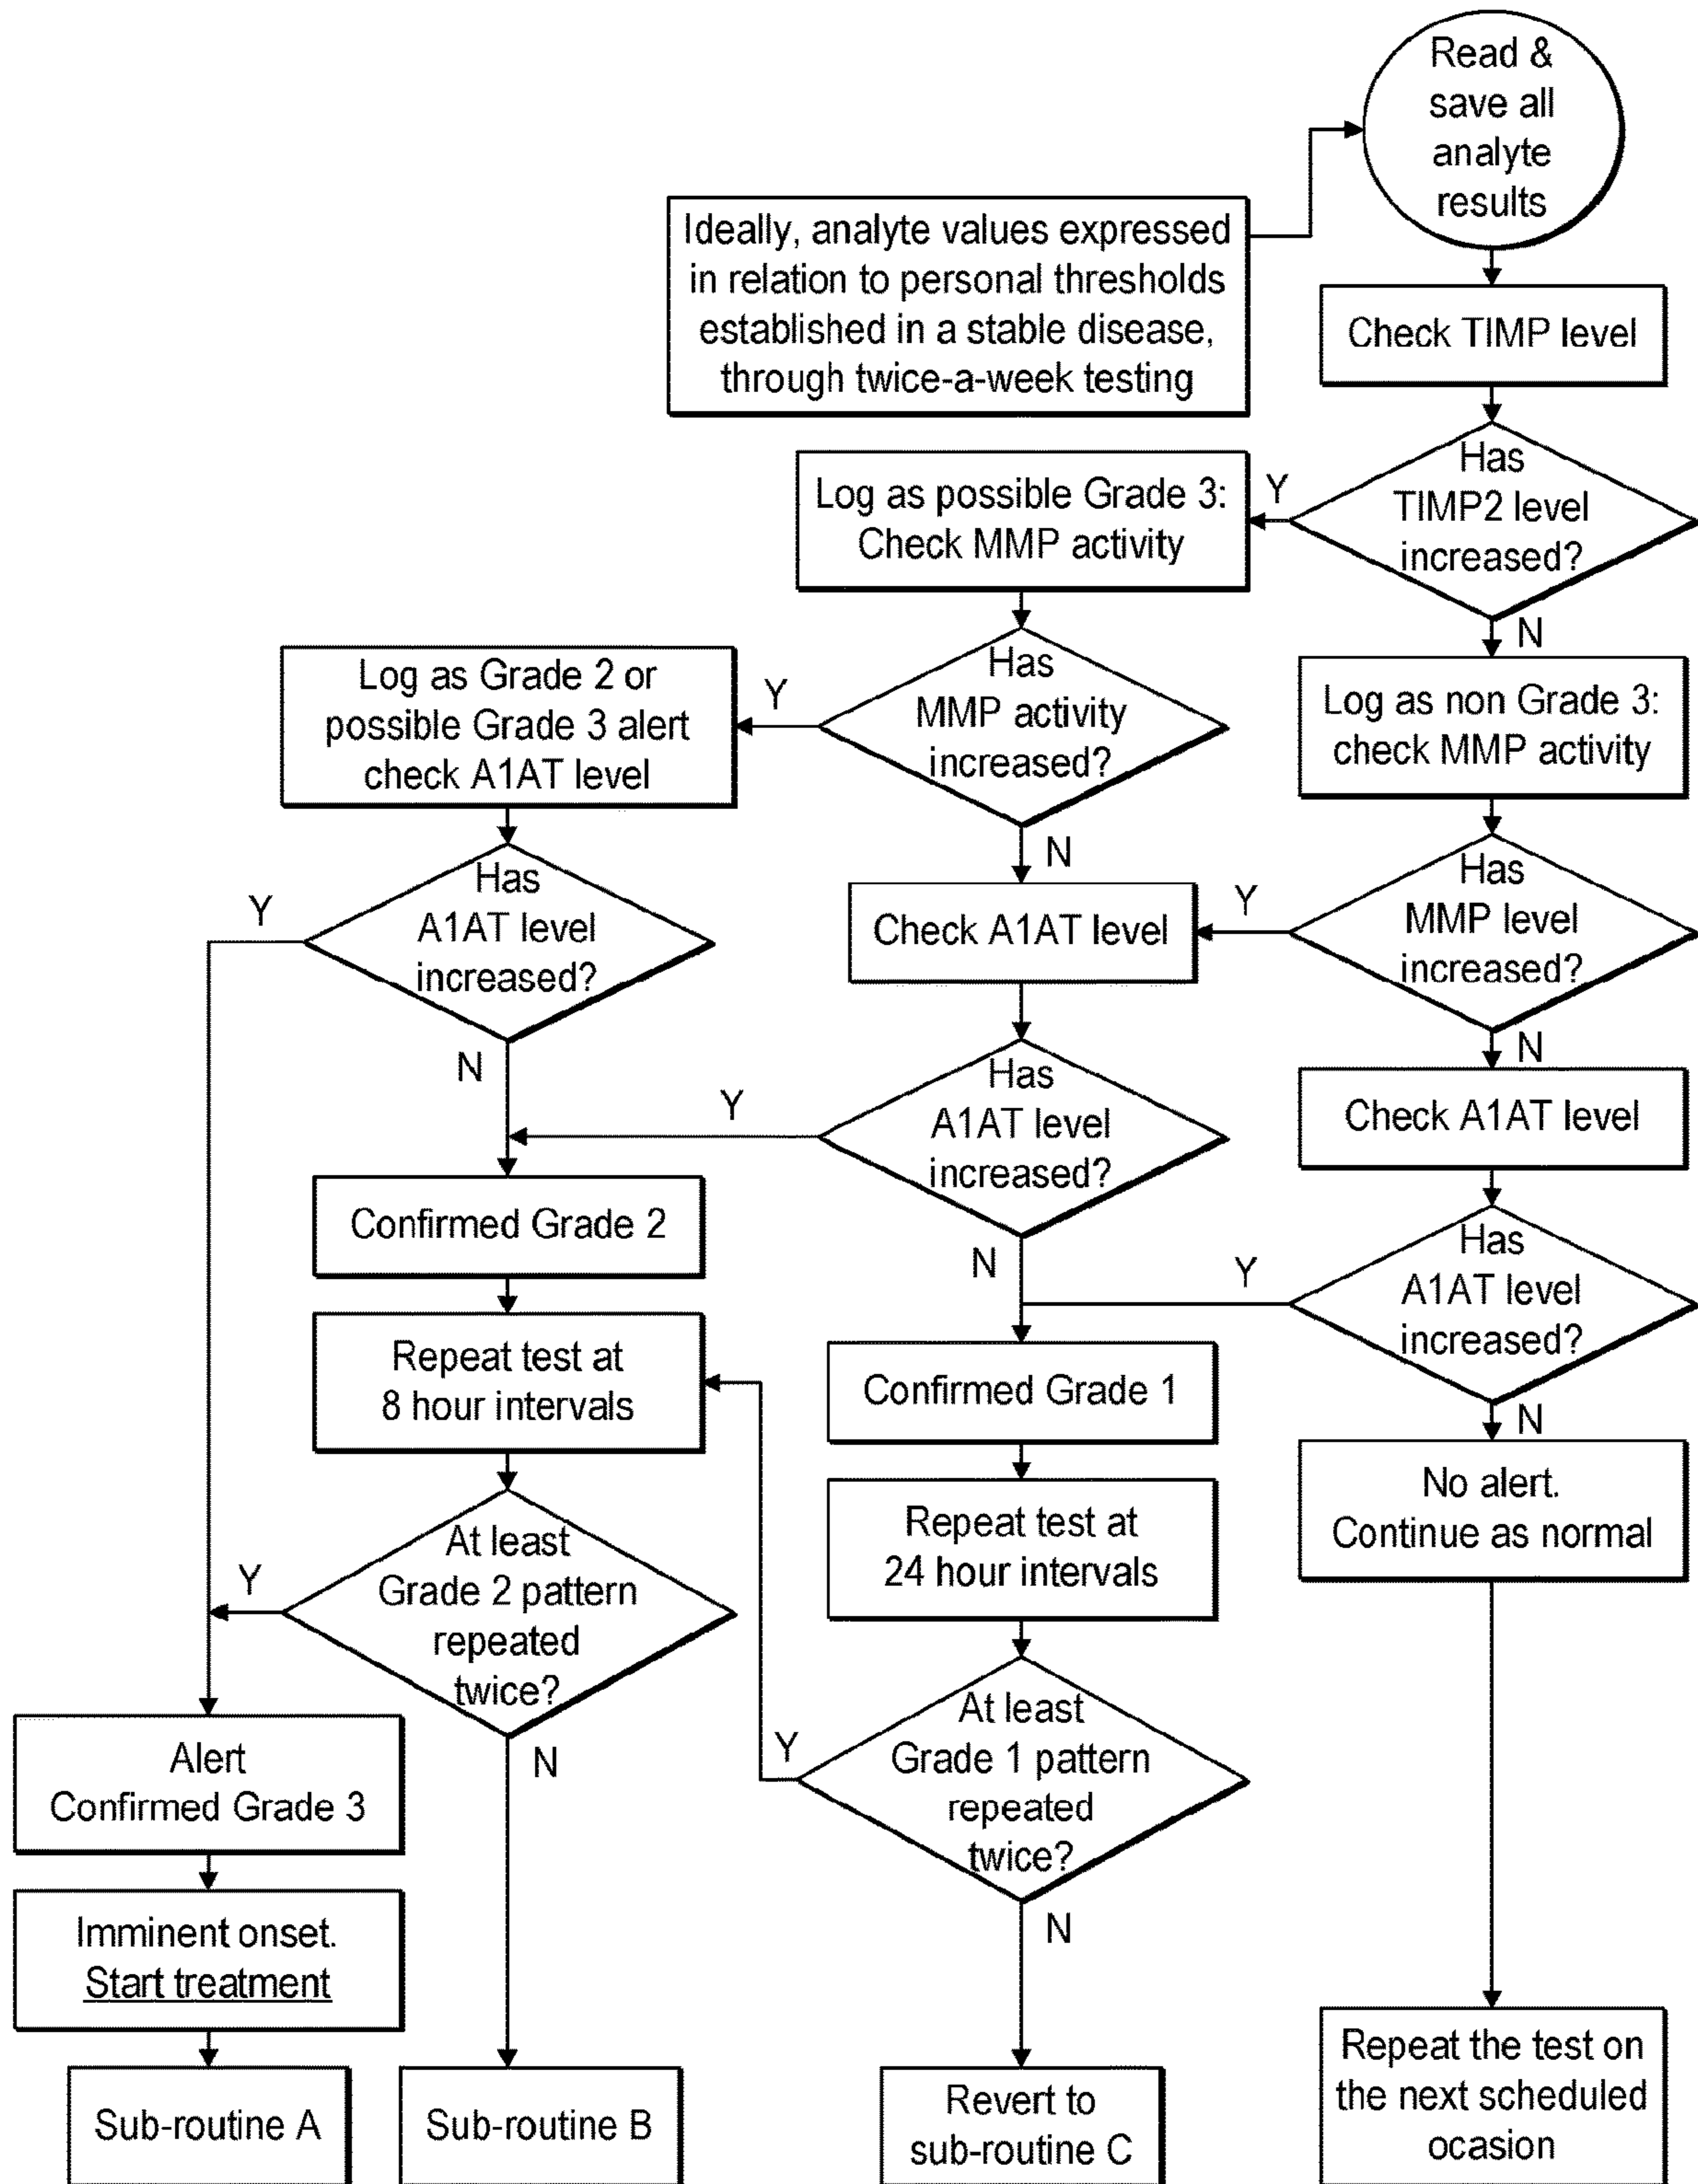 Read &
save all
analyte
results
Ideally, analyte values expressed
in relation to personal thresholds
established in a stable disease,
through twice-a-week testing
Check TIMP level
Has
TIMP2 level
increased?
Y
N
Log as possible Grade 3:
Check MMP activity
Log as non Grade 3:
check MMP activity
Has
MMP activity
increased?
Y
N
Log as Grade 2 or
possible Grade 3 alert
check A1AT level
Has
MMP level
increased?
Y
N
Has
A1AT level
increased?
Y
N
Check A1AT level
Has
A1AT level
increased?
Y
N
Check A1AT level
Has
A1AT level
increased?
Y
N
Confirmed Grade 2
Repeat test at
8 hour intervals
Confirmed Grade 1
Repeat test at
24 hour intervals
No alert.
Continue as normal
At least
Grade 2 pattern
repeated
twice?
Y
N
At least
Grade 1 pattern
repeated
twice?
Y
N
Alert
Confirmed Grade 3
Imminent onset.
Start treatment
Sub-routine A
Sub-routine B
Revert to
sub-routine C
Repeat the test on
the next scheduled
ocasion